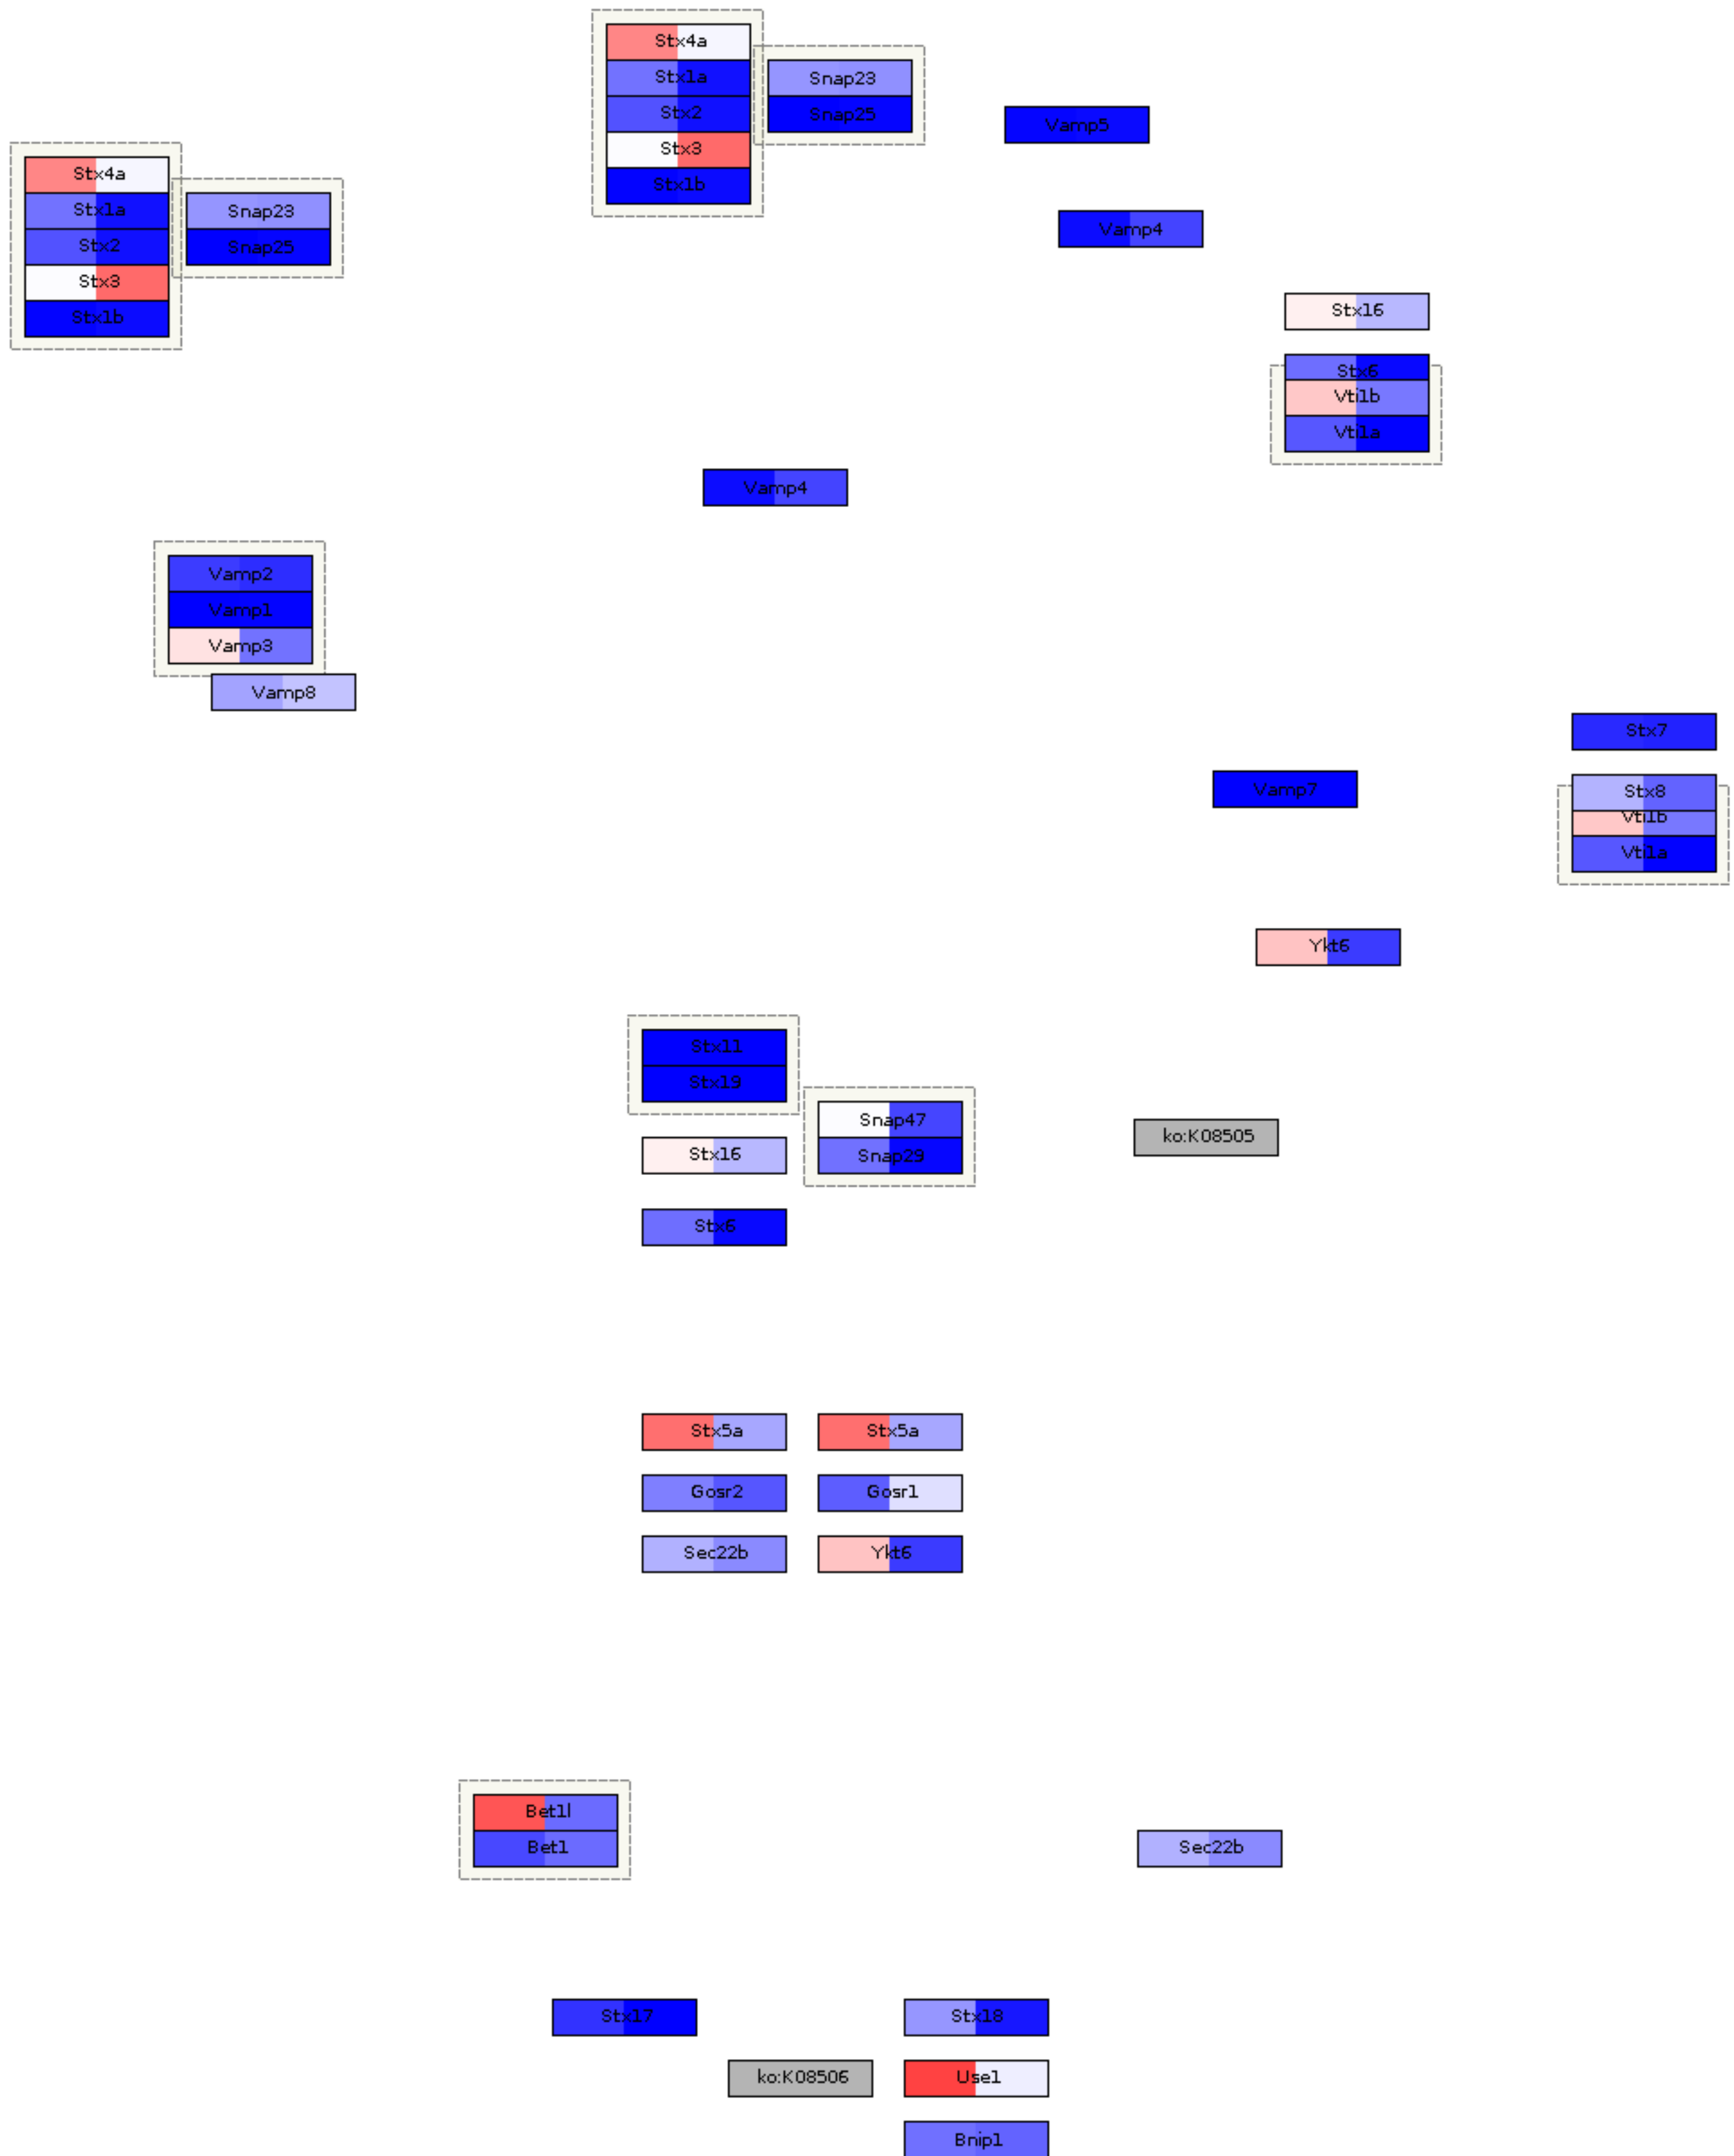 Stx4a
Stx1a
Stx2
Stx3
Stx1b
Snap23
Snap25
Vamp5
Vamp4
Stx4a
Stx1a
Stx2
Stx3
Stx1b
Snap23
Snap25
Stx16
Stx6
Vti1b
Vti1a
Vamp4
Vamp2
Vamp1
Vamp3
Vamp8
Stx7
Vamp7
Stx8
Vti1b
Vti1a
Ykt6
Stx11
Stx19
Snap47
Snap29
ko:K08505
Stx16
Stx6
Stx5a
Stx5a
Gosr2
Gosr1
Sec22b
Ykt6
Bet1l
Bet1
Sec22b
Stx17
Stx18
ko:K08506
Use1
Bnip1